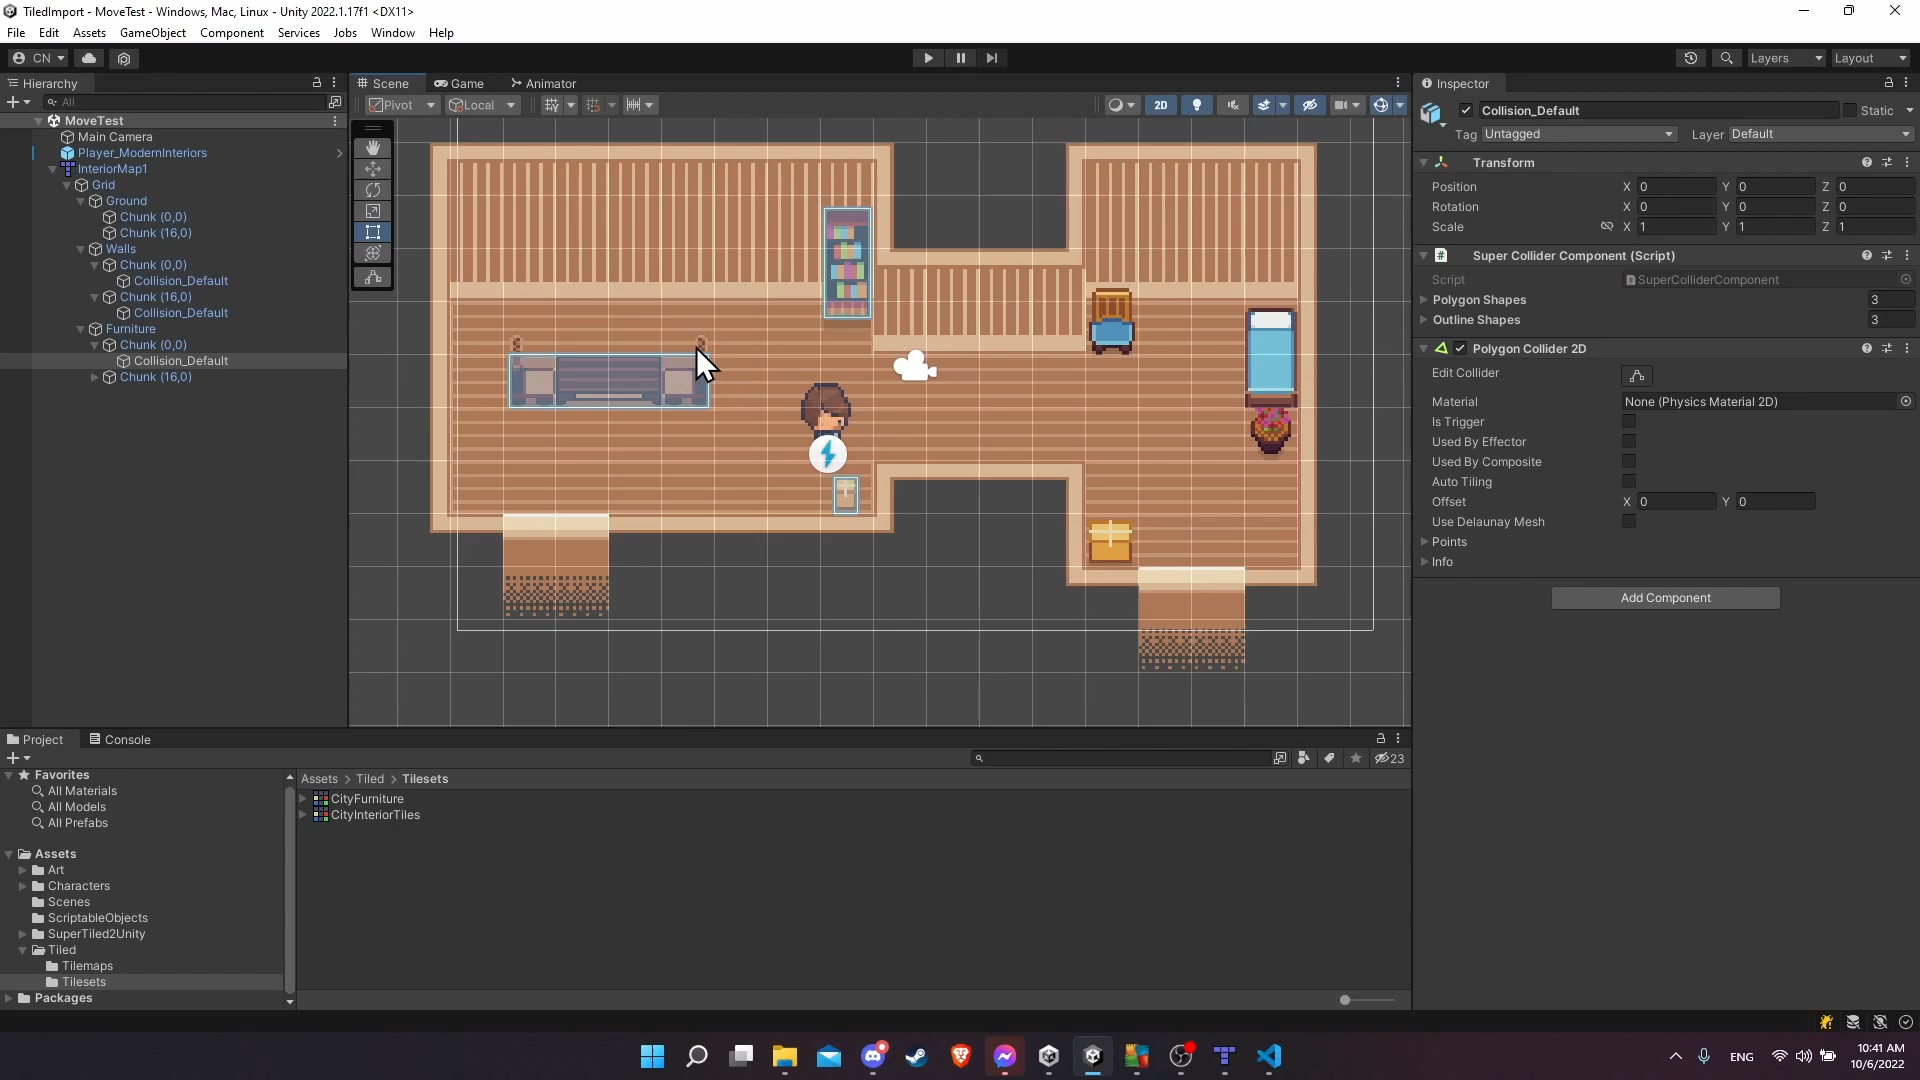 TiledImport - MoveTest - Windows, Mac, Linux - Unity 2022.1.17f1 <DX11>
File Edit Assets GameObject Component Services Jobs Window Help
CN Layers Layout
Hierarchy
All
MoveTest
Main Camera
Player_ModernInteriors
InteriorMap1
Grid
Ground
Chunk (0,0)
Chunk (16,0)
Walls
Chunk (0,0)
Collision_Default
Chunk (16,0)
Collision_Default
Furniture
Chunk (0,0)
Collision_Default
Chunk (16,0)
Scene Game Animator
Pivot Local 2D
Inspector
Collision_Default Static
Tag Untagged Layer Default
Transform
Position X 0 Y 0 Z 0
Rotation X 0 Y 0 Z 0
Scale X 1 Y 1 Z 1
# Super Collider Component (Script)
Script SuperColliderComponent
Polygon Shapes 3
Outline Shapes 3
Polygon Collider 2D
Edit Collider
Material None (Physics Material 2D)
Is Trigger
Used By Effector
Used By Composite
Auto Tiling
Offset X 0 Y 0
Use Delaunay Mesh
Points
Info
Add Component
Project Console
23
Favorites
All Materials
All Models
All Prefabs
Assets
Art
Characters
Scenes
ScriptableObjects
SuperTiled2Unity
Tiled
Tilemaps
Tilesets
Packages
Assets > Tiled > Tilesets
CityFurniture
CityInteriorTiles
ENG
10:41 AM
10/6/2022